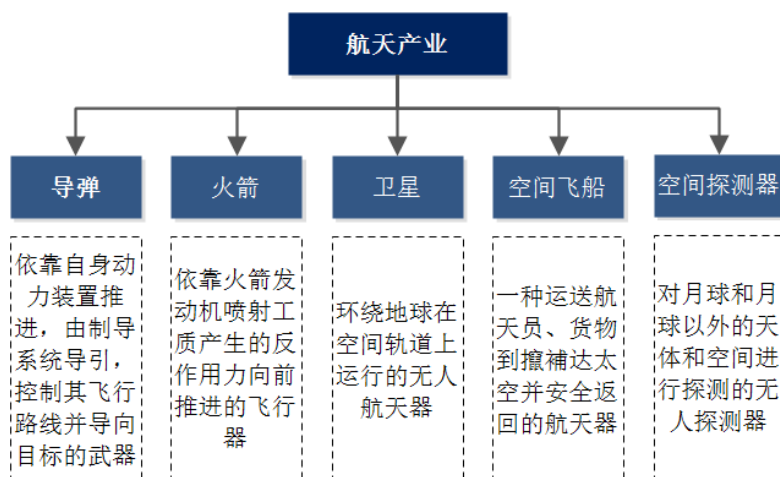 航天产业
导弹
火箭
卫星
空间飞船
空间探测器
依靠自身动
力装置推
进，由制导
系统导引，
控制其飞行
路线并导向
目标的武器
依靠火箭发
动机喷射工
质产生的反
作用力向前
推进的飞行
器
环绕地球在
空间轨道上
运行的无人
航天器
一种运送航
天员、货物
到攛補达太
空并安全返
回的航天器
对月球和月
球以外的天
体和空间进
行探测的无
人探测器